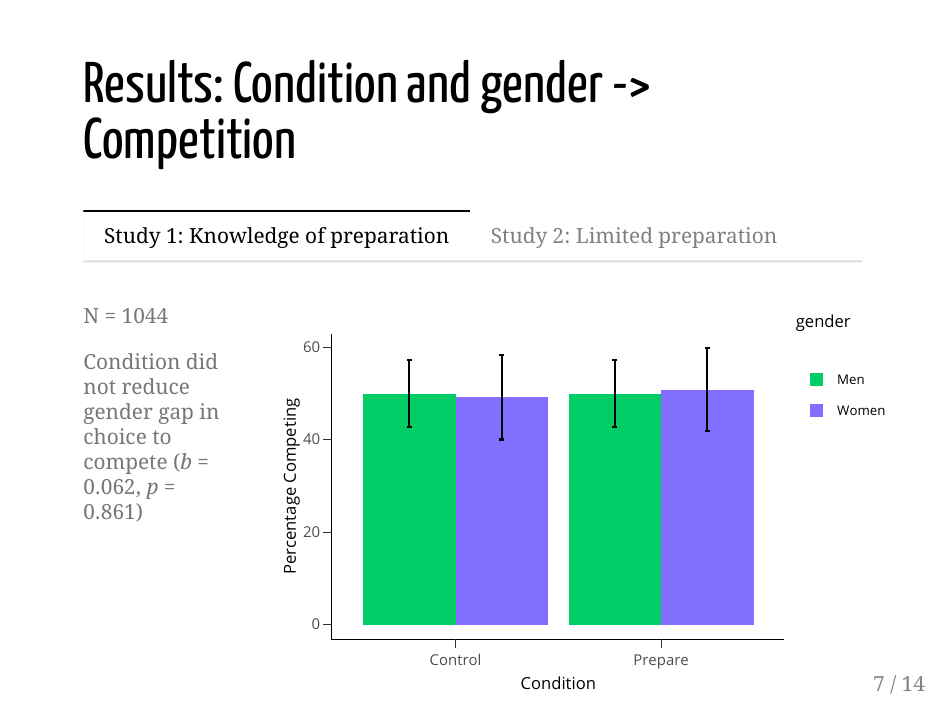 Results: Condition and gender ->
Competition
Study 1: Knowledge of preparation
Study 2: Limited preparation
N = 1044
Condition did
not reduce
gender gap in
choice to
compete (b =
0.062, p =
0.861)
gender
Men
Women
Percentage Competing
60
40
20
0
Control
Prepare
Condition
7 / 14